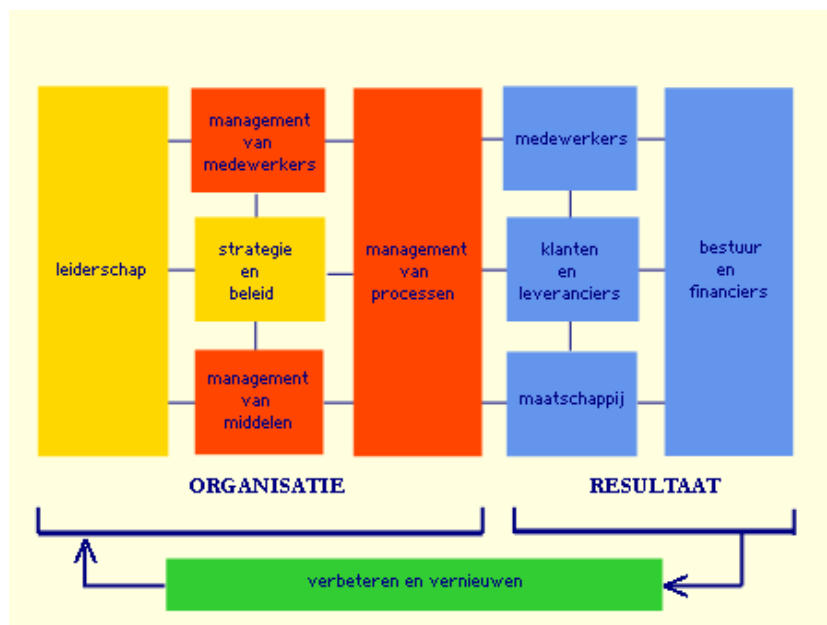 leiderschap
management
van
medewerkers
strategie
en
beleid
management
van
middelen
management
van
processen
medewerkers
klanten
en
leveranciers
maatschappij
bestuur
en
financiers
ORGANISATIE
RESULTAAT
verbeteren en vernieuwen